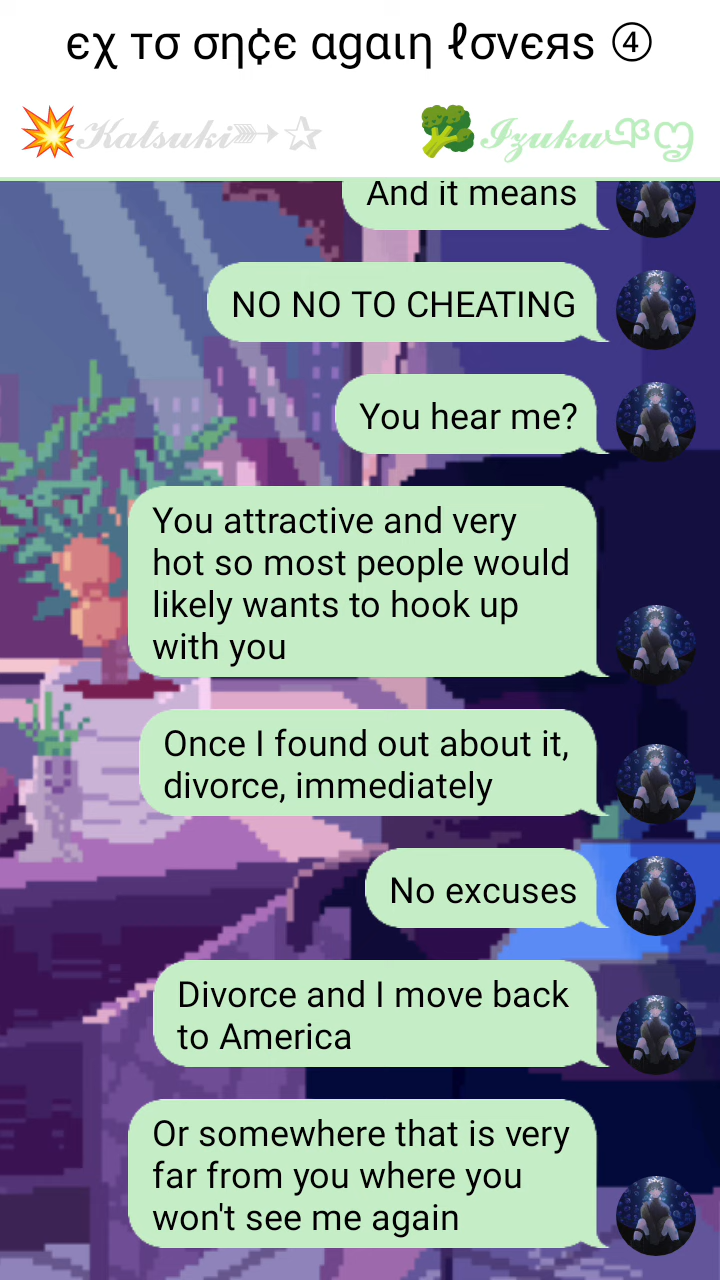 єχ тσ ση¢є αgαιη ℓσνєяѕ ④
💥𝒦𝒶𝓉𝓈𝓊𝓀𝒾➵☆
🥦𝓘𝔃𝓾𝓴𝓾೨⁠ღ
And it means
NO NO TO CHEATING
You hear me?
You attractive and very
hot so most people would
likely wants to hook up
with you
Once I found out about it,
divorce, immediately
No excuses
Divorce and I move back
to America
Or somewhere that is very
far from you where you
won't see me again